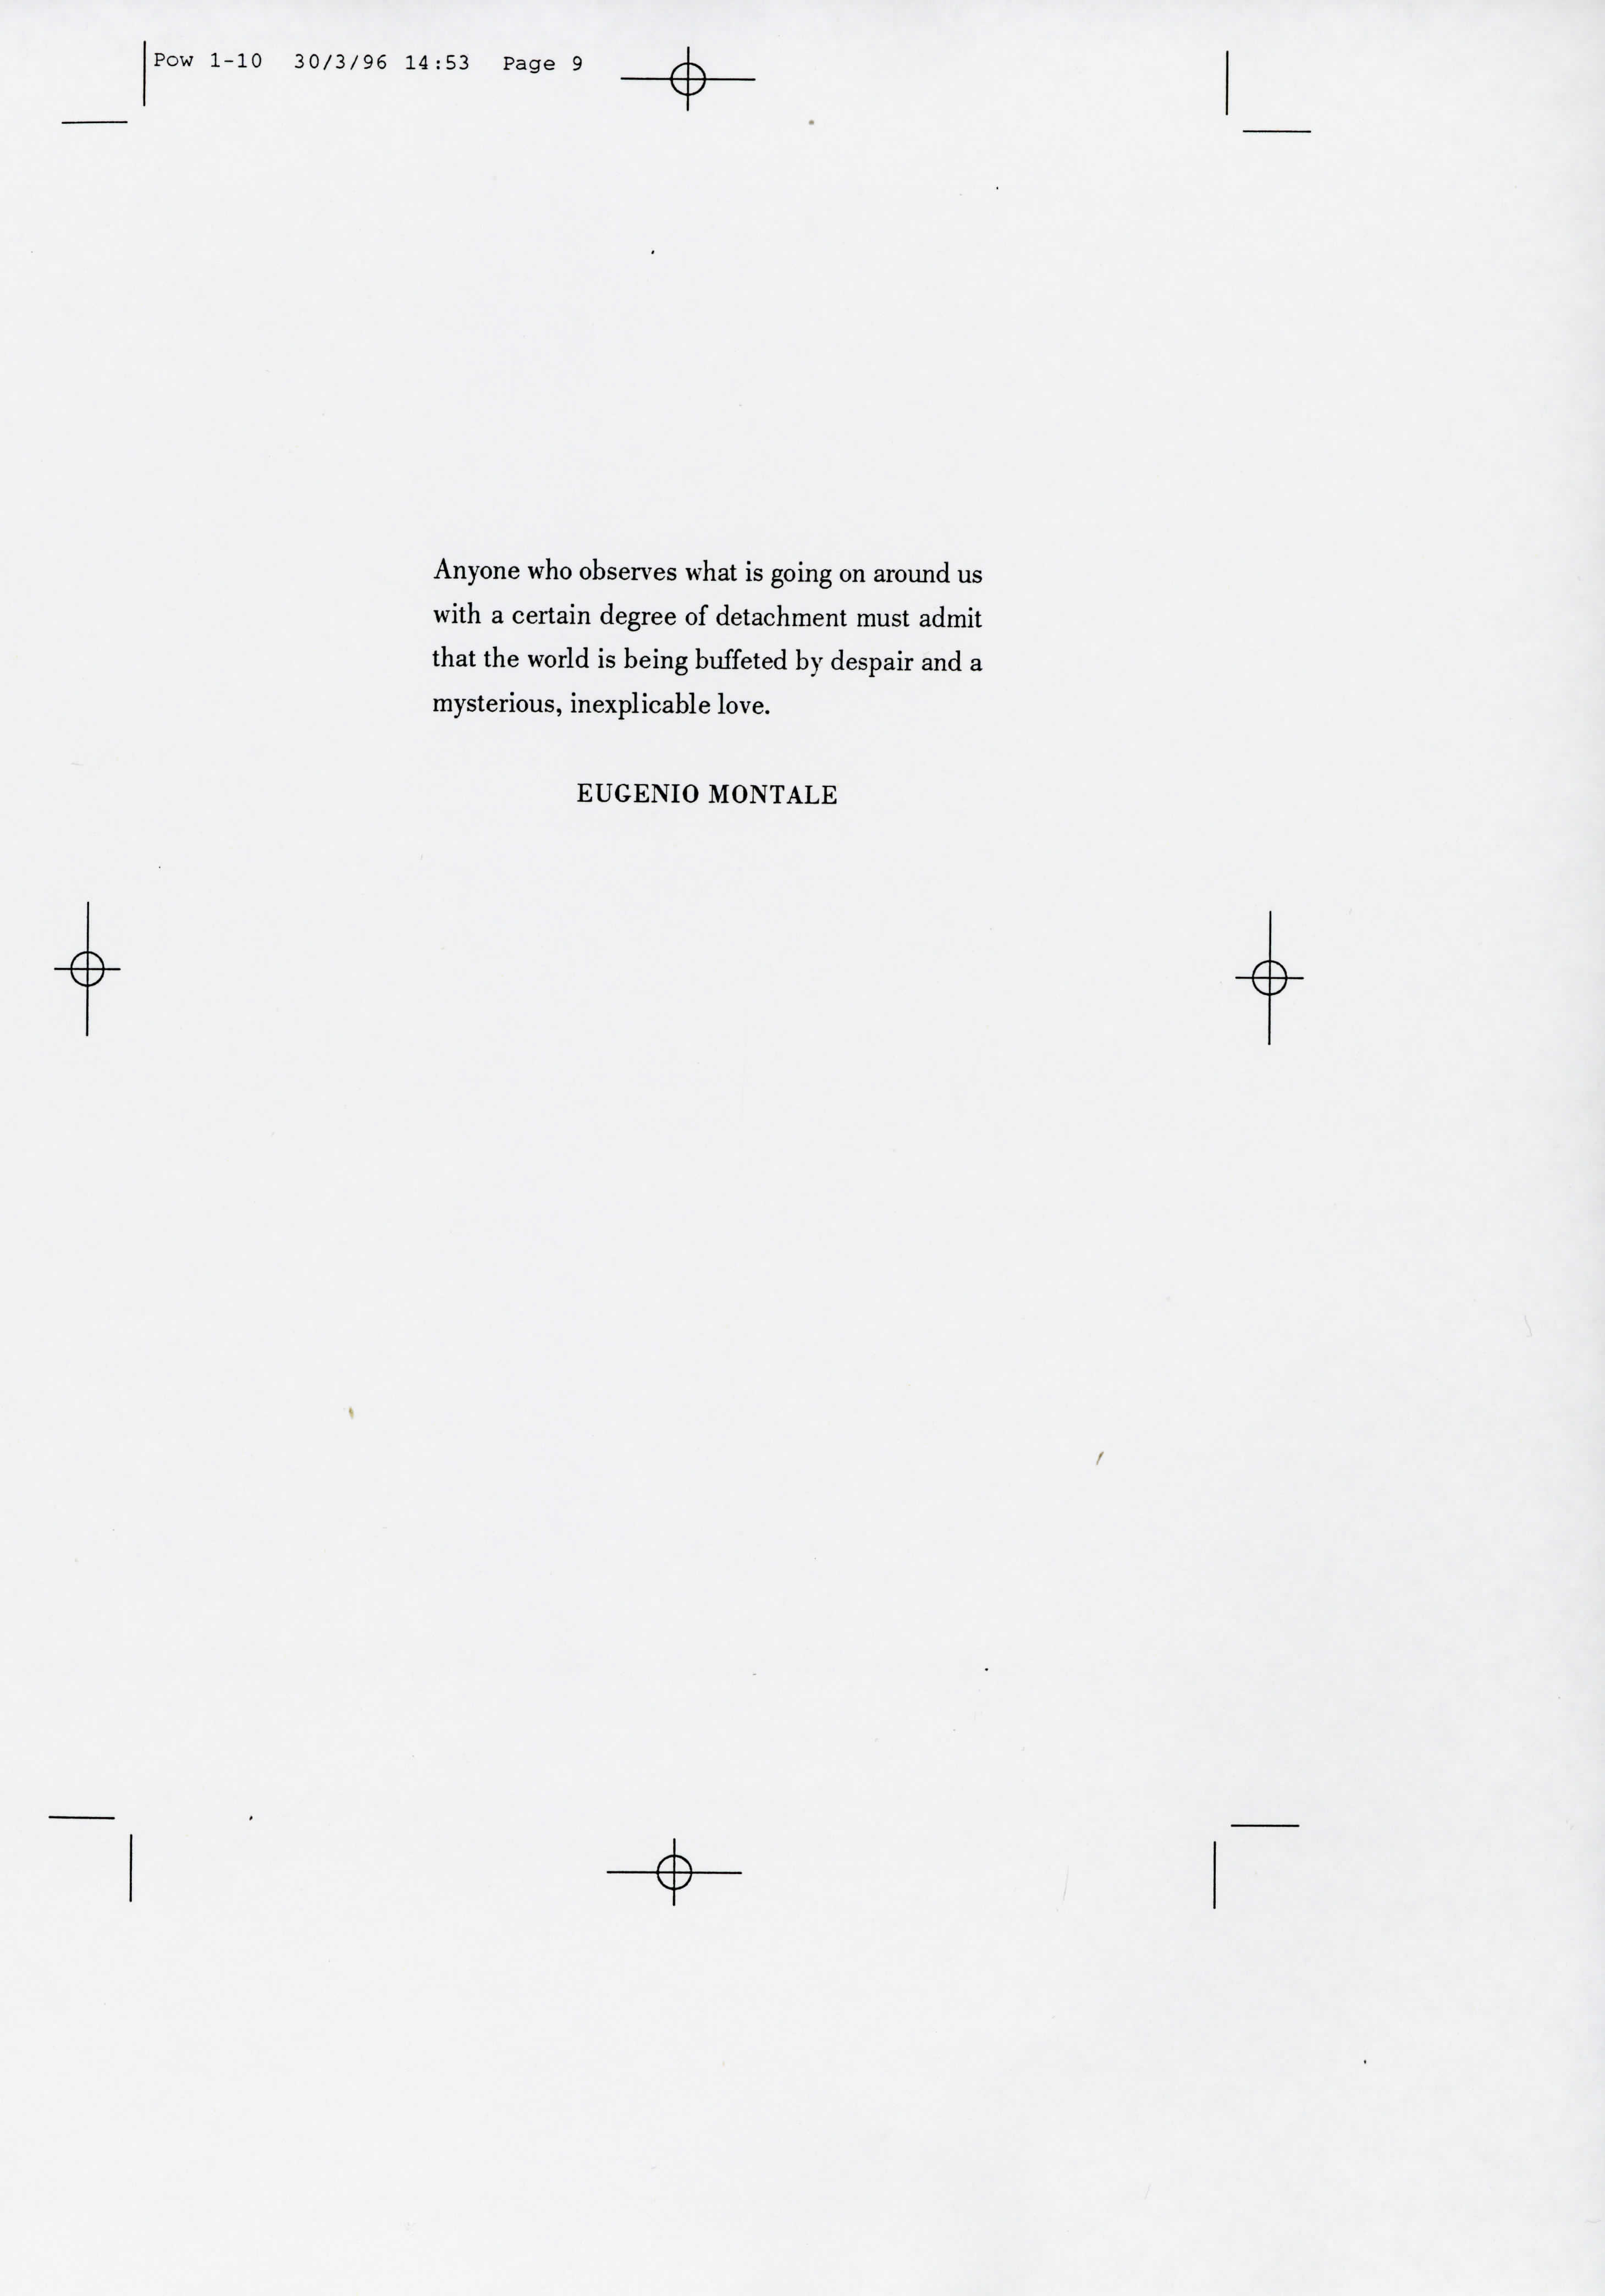 Pow 1-10 30/3/96 14:53 Page 9
Anyone who observes what is going on around us
with a certain degree of detachment must admit
that the world is being buffeted by despair and a
mysterious, inexplicable love.
EUGENIO MONTALE